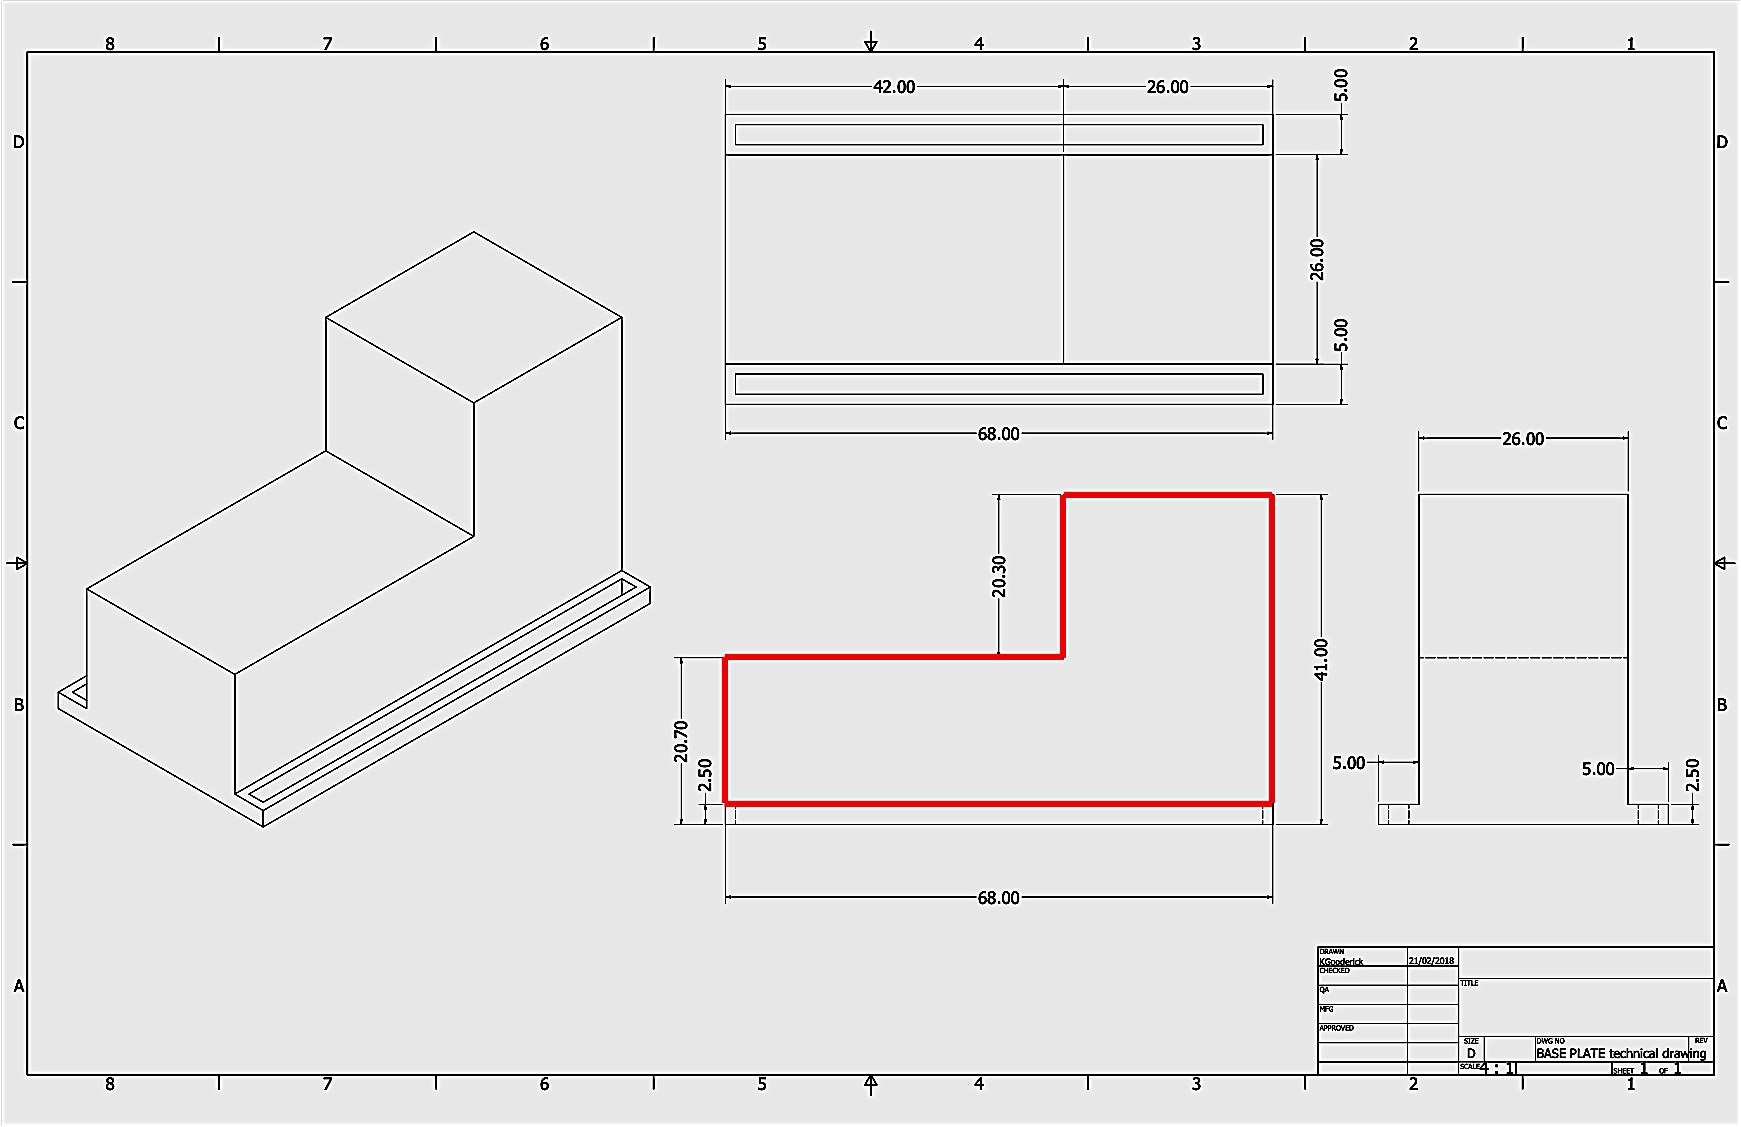 8 7 6 5 4 3 2 1
42.00 26.00 5.00
D D
26.00
5.00
C C
68.00
26.00
20.30
41.00
B B
20.70
2.50
5.00 5.00 2.50
68.00
DRAWN
KGooderick 21/02/2018
CHECKED
TITLE
A A
QA
MFG
APPROVED
SIZE DWG NO REV
D BASE PLATE technical drawing
SCALE 4 : 1 SHEET 1 OF 1
8 7 6 5 4 3 2 1